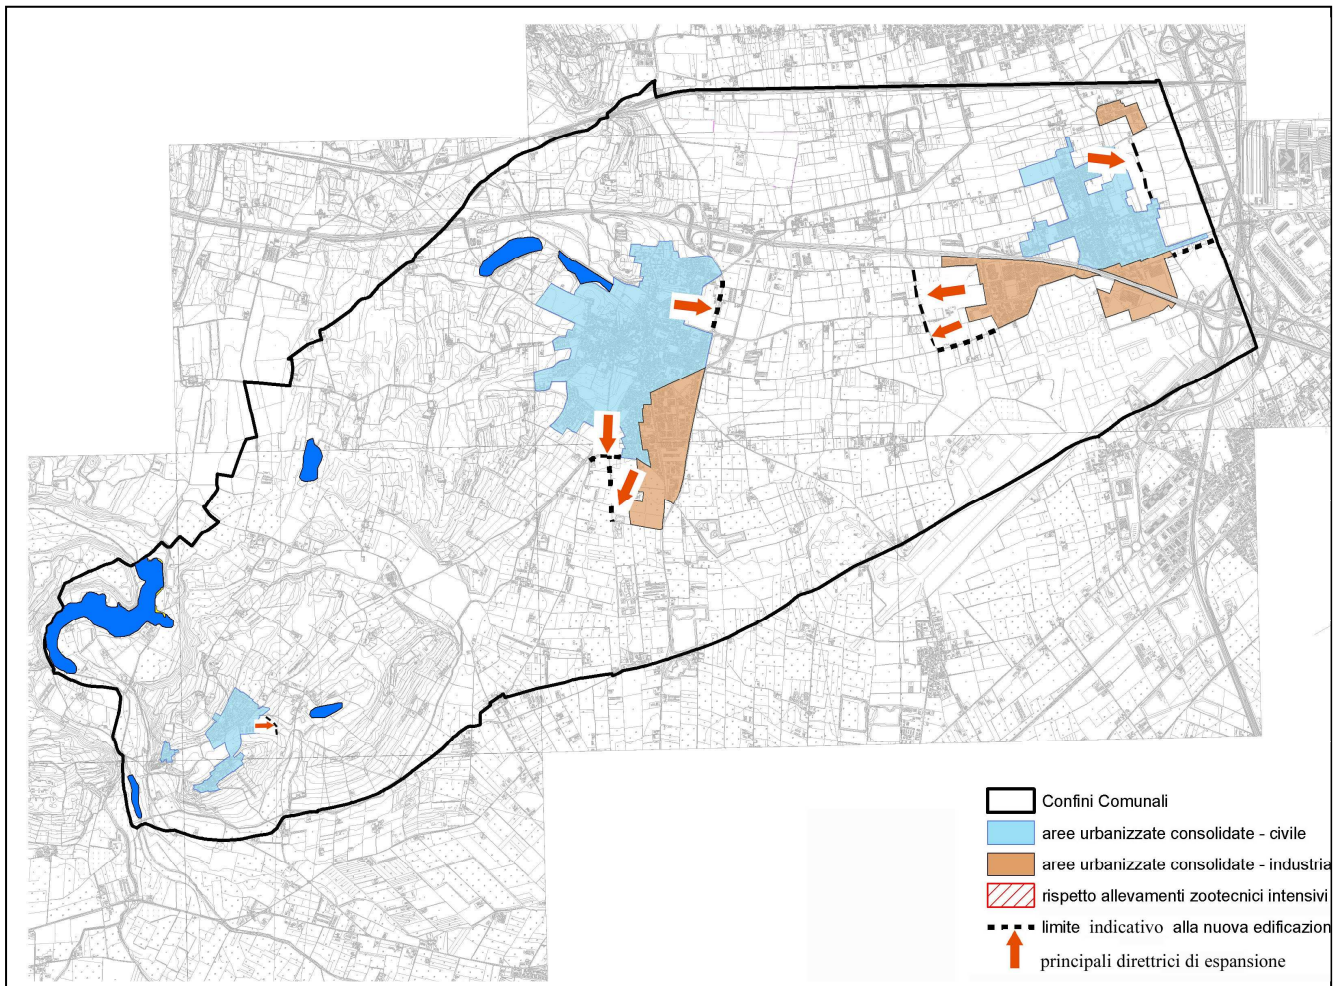 Confini Comunali
aree urbanizzate consolidate - civile
aree urbanizzate consolidate - industria
rispetto allevamenti zootecnici intensivi
limite indicativo alla nuova edificazion
principali direttrici di espansione